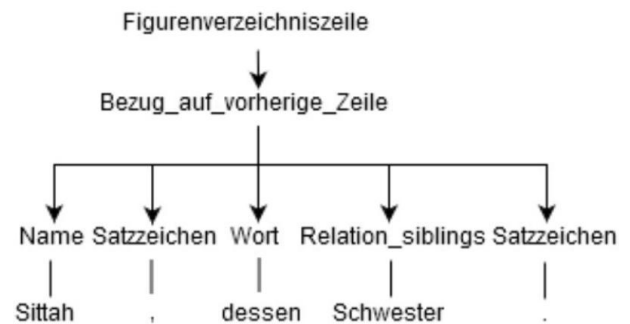 Figurenverzeichniszeile
Bezug_auf_vorherige_Zeile
Name Satzzeichen Wort Relation_siblings Satzzeichen
Sittah , dessen Schwester .